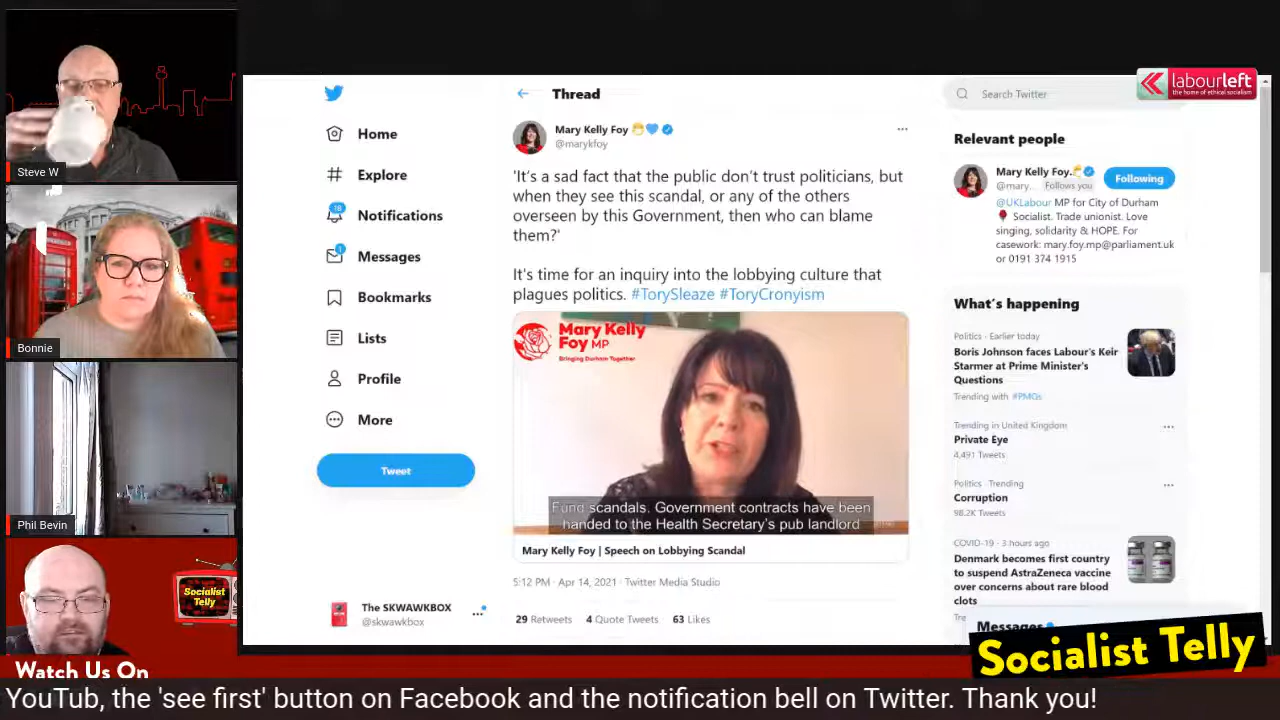 Steve W
Bonnie
Phil Bevin
Socialist
Telly
Watch Us On
Home
Explore
18
Notifications
1
Messages
Bookmarks
Lists
Profile
More
Tweet
The SKWAWKBOX
@skwawkbox
Thread
Mary Kelly Foy
@marykfoy
'It's a sad fact that the public don't trust politicians, but
when they see this scandal, or any of the others
overseen by this Government, then who can blame
them?'
It's time for an inquiry into the lobbying culture that
plagues politics. #TorySleaze #ToryCronyism
Mary Kelly
Foy MP
Bringing Durham Together
Fund scandals. Government contracts have been
handed to the Health Secretary's pub landlord
Mary Kelly Foy | Speech on Lobbying Scandal
5:12 PM · Apr 14, 2021 · Twitter Media Studio
29 Retweets 4 Quote Tweets 63 Likes
Search Twitter
labourleft
the home of ethical socialism
Relevant people
Mary Kelly Foy.
@mary... Follows you
Following
@UKLabour MP for City of Durham
Socialist. Trade unionist. Love
singing, solidarity & HOPE. For
casework: mary.foy.mp@parliament.uk
or 0191 374 1915
What's happening
Politics · Earlier today
Boris Johnson faces Labour's Keir
Starmer at Prime Minister's
Questions
Trending with #PMQs
Trending in United Kingdom
Private Eye
4,491 Tweets
Politics · Trending
Corruption
98.2K Tweets
COVID-19 · 3 hours ago
Denmark becomes first country
to suspend AstraZeneca vaccine
over concerns about rare blood
clots
Messages
Socialist Telly
YouTub, the 'see first' button on Facebook and the notification bell on Twitter. Thank you!